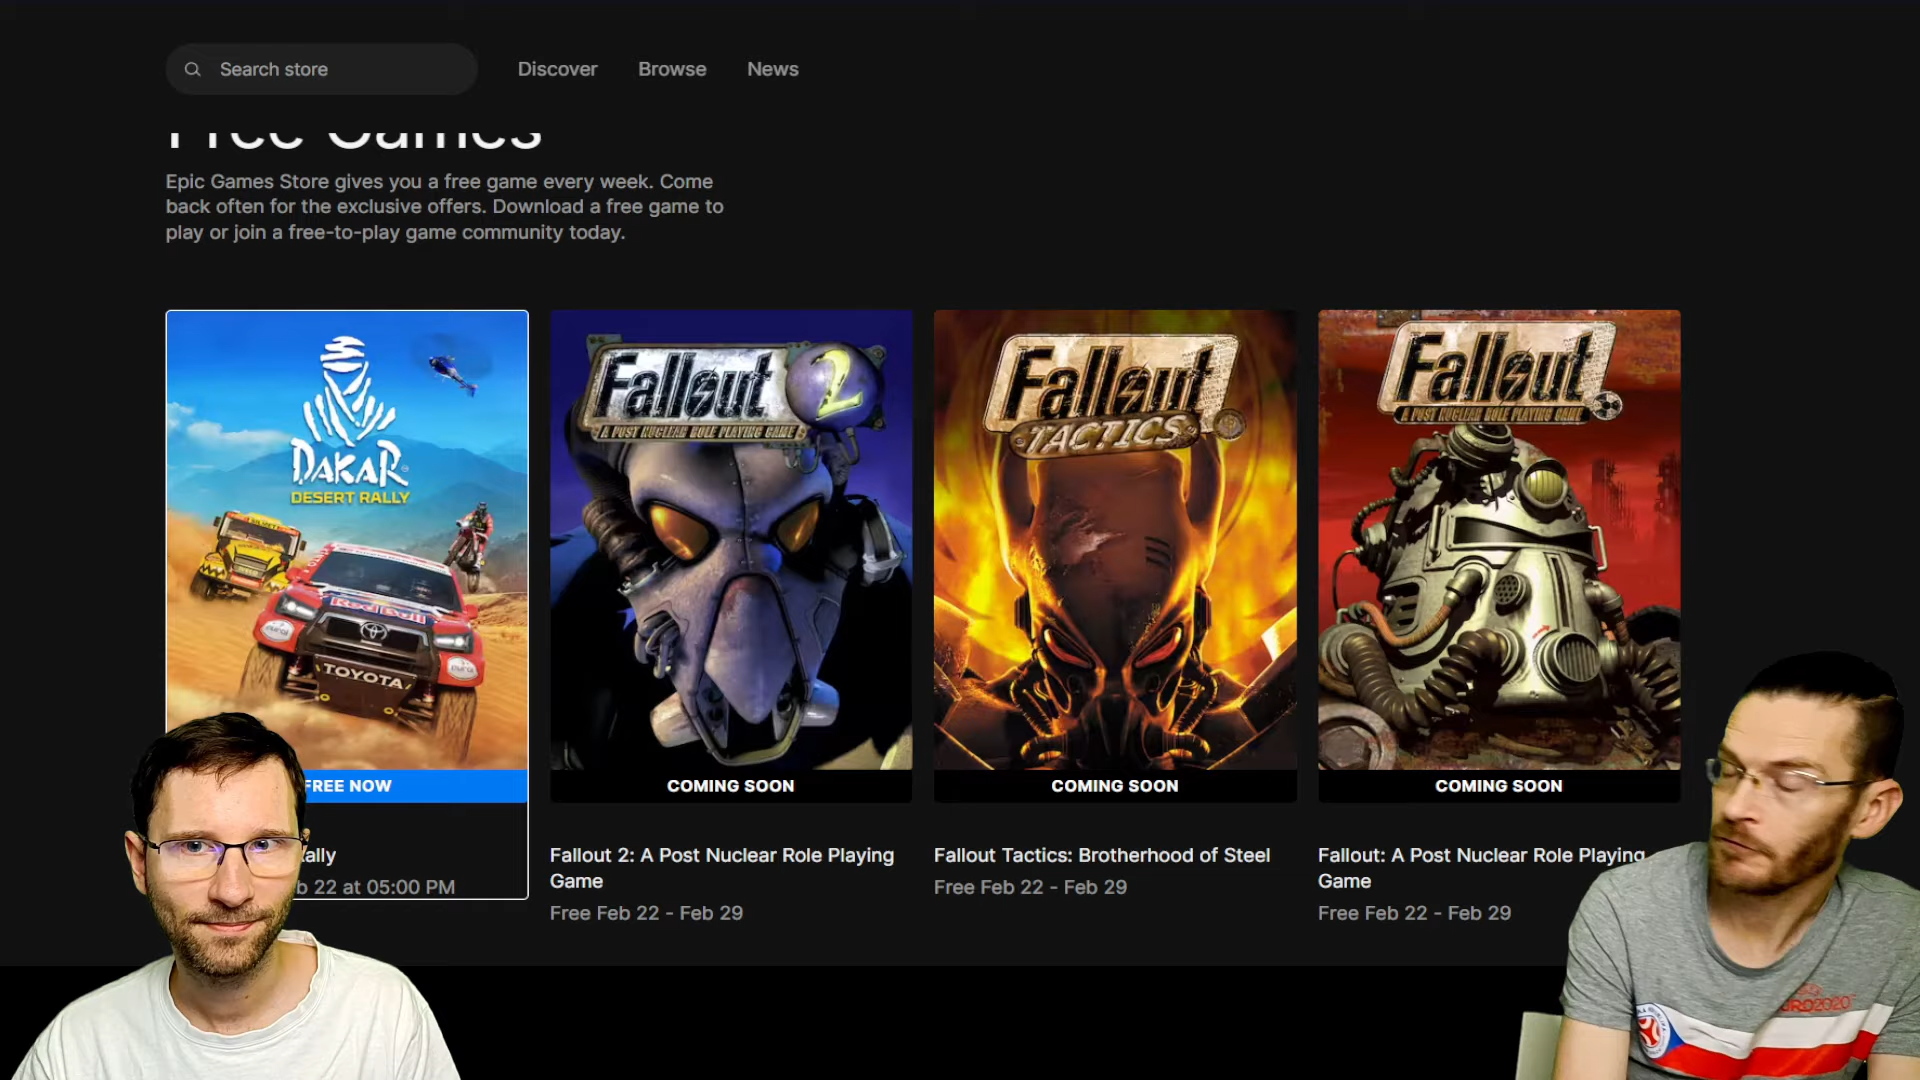 Search store
Discover
Browse
News
Free Games
Epic Games Store gives you a free game every week. Come
back often for the exclusive offers. Download a free game to
play or join a free-to-play game community today.
DAKAR
DESERT RALLY
Red Bull
TOYOTA
Fallout 2
A POST NUCLEAR ROLE PLAYING GAME
Fallout
TACTICS
Fallout
A POST NUCLEAR ROLE PLAYING GAME
FREE NOW
COMING SOON
COMING SOON
COMING SOON
ally
b 22 at 05:00 PM
Fallout 2: A Post Nuclear Role Playing
Game
Free Feb 22 - Feb 29
Fallout Tactics: Brotherhood of Steel
Free Feb 22 - Feb 29
Fallout: A Post Nuclear Role Playing
Game
Free Feb 22 - Feb 29
RO2020